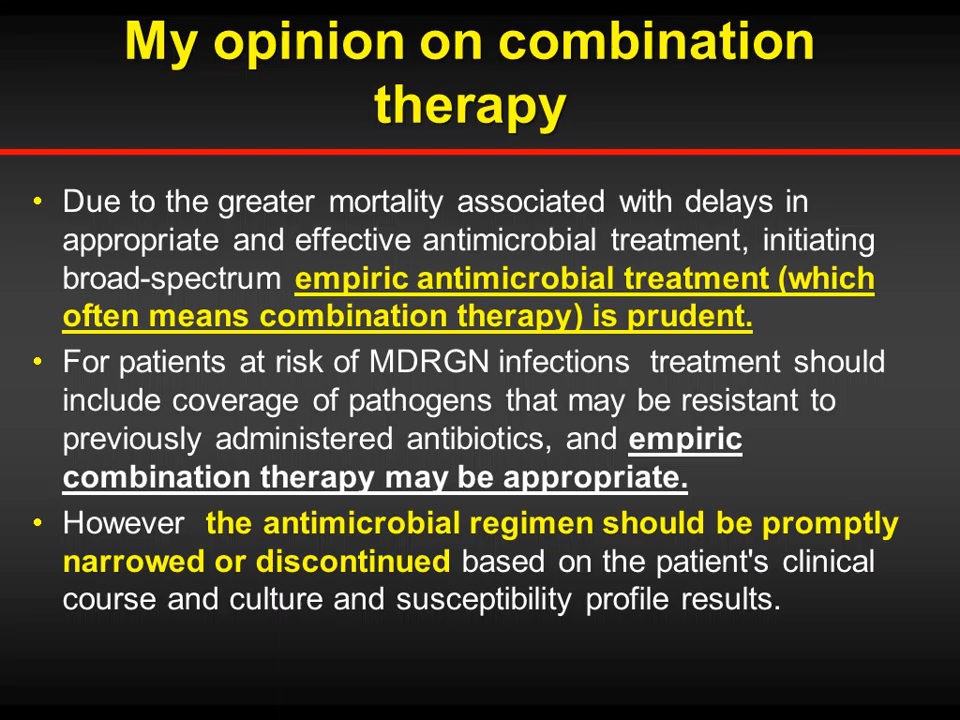 My opinion on combination
therapy
• Due to the greater mortality associated with delays in
appropriate and effective antimicrobial treatment, initiating
broad-spectrum empiric antimicrobial treatment (which
often means combination therapy) is prudent.
• For patients at risk of MDRGN infections treatment should
include coverage of pathogens that may be resistant to
previously administered antibiotics, and empiric
combination therapy may be appropriate.
• However the antimicrobial regimen should be promptly
narrowed or discontinued based on the patient's clinical
course and culture and susceptibility profile results.